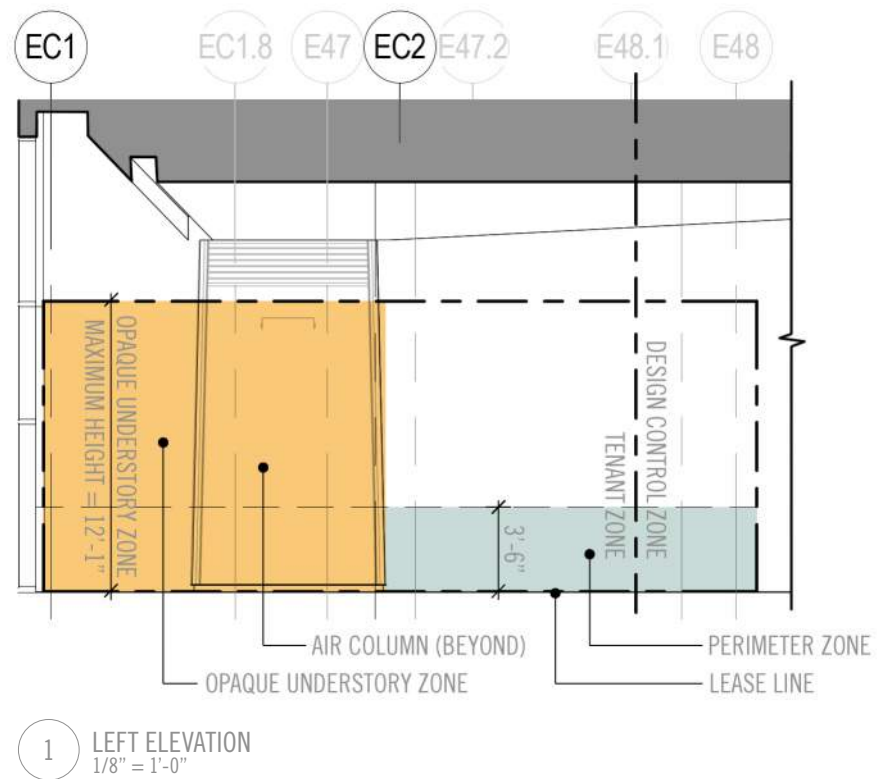 EC1
EC1.8
E47
EC2
E47.2
E48.1
E48
OPAQUE UNDERSTORY ZONE
MAXIMUM HEIGHT = 12'-1"
DESIGN CONTROL ZONE
TENANT ZONE
3'-6"
AIR COLUMN (BEYOND)
PERIMETER ZONE
OPAQUE UNDERSTORY ZONE
LEASE LINE
1
LEFT ELEVATION
1/8" = 1'-0"